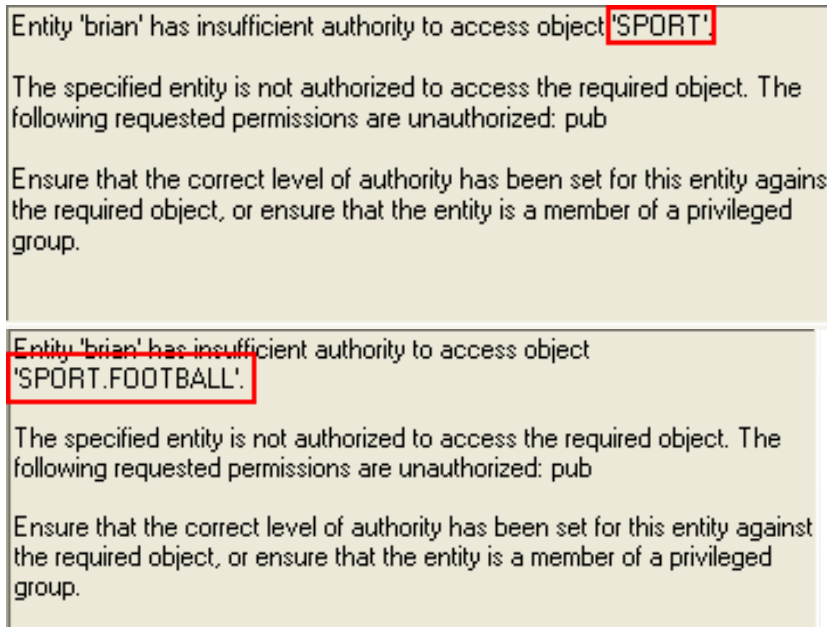 Entity 'brian' has insufficient authority to access object 'SPORT'.
The specified entity is not authorized to access the required object. The
following requested permissions are unauthorized: pub
Ensure that the correct level of authority has been set for this entity agains
the required object, or ensure that the entity is a member of a privileged
group.
Entity 'brian' has insufficient authority to access object
'SPORT.FOOTBALL'.
The specified entity is not authorized to access the required object. The
following requested permissions are unauthorized: pub
Ensure that the correct level of authority has been set for this entity against
the required object, or ensure that the entity is a member of a privileged
group.